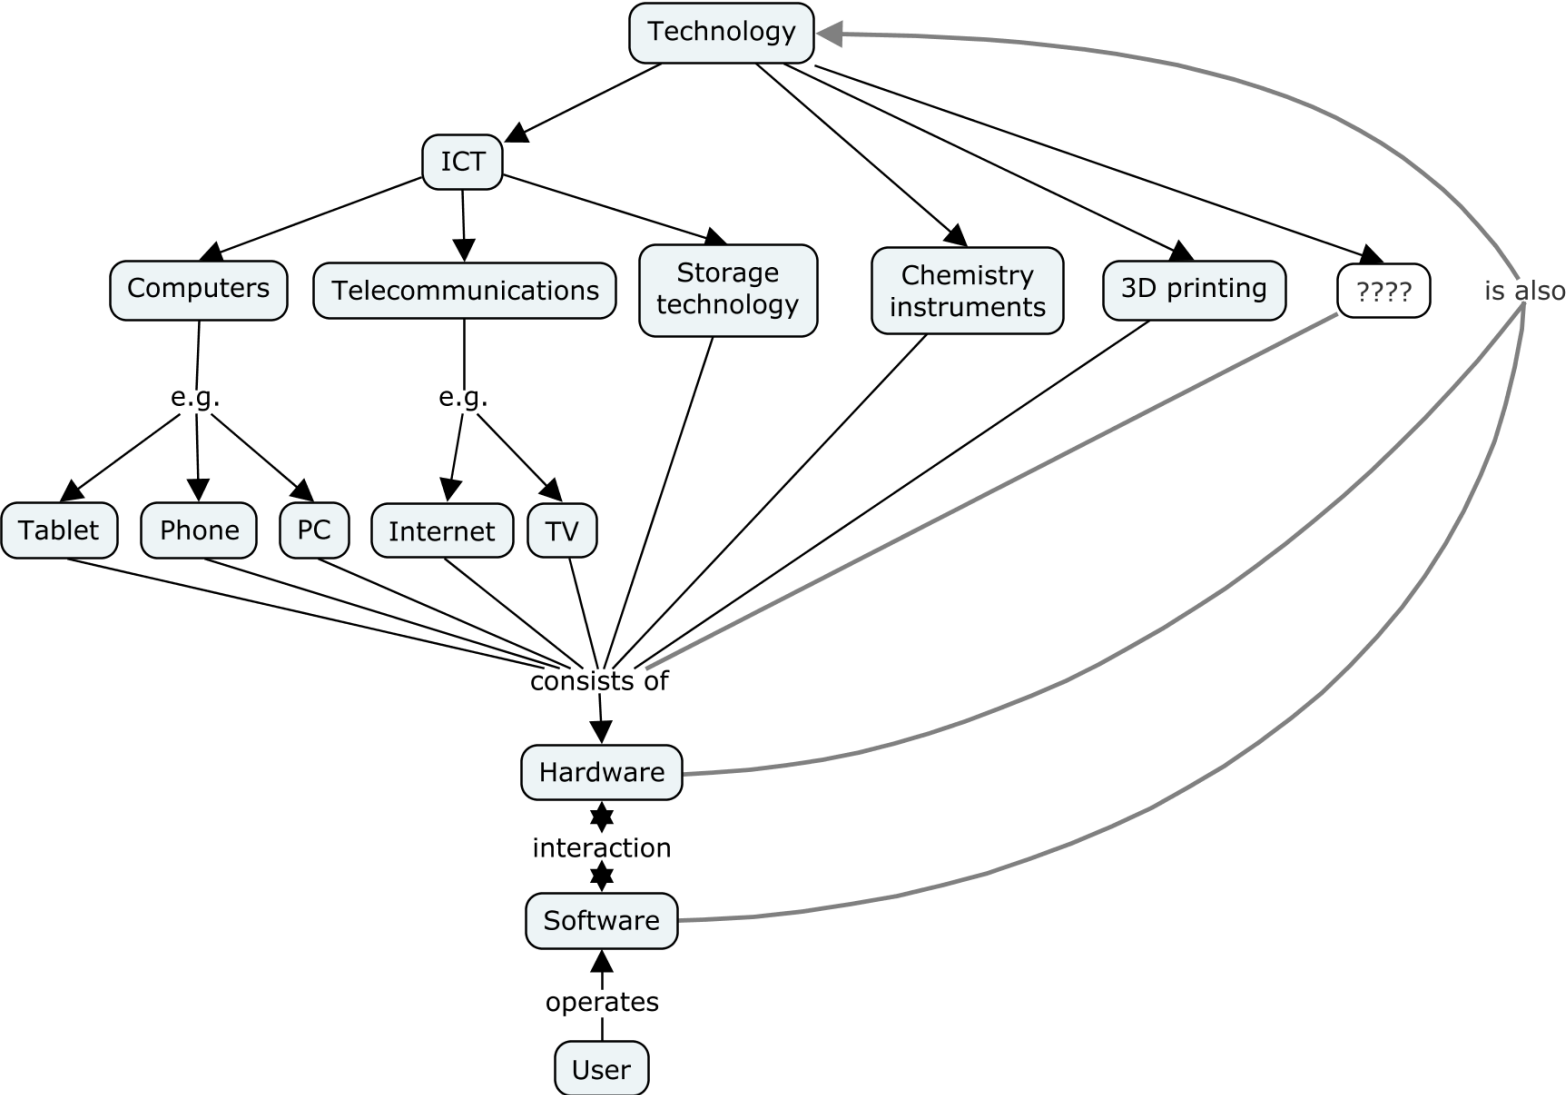 Technology
ICT
Computers
Telecommunications
Storage
technology
Chemistry
instruments
3D printing
????
is also
e.g.
e.g.
Tablet
Phone
PC
Internet
TV
consists of
Hardware
interaction
Software
operates
User